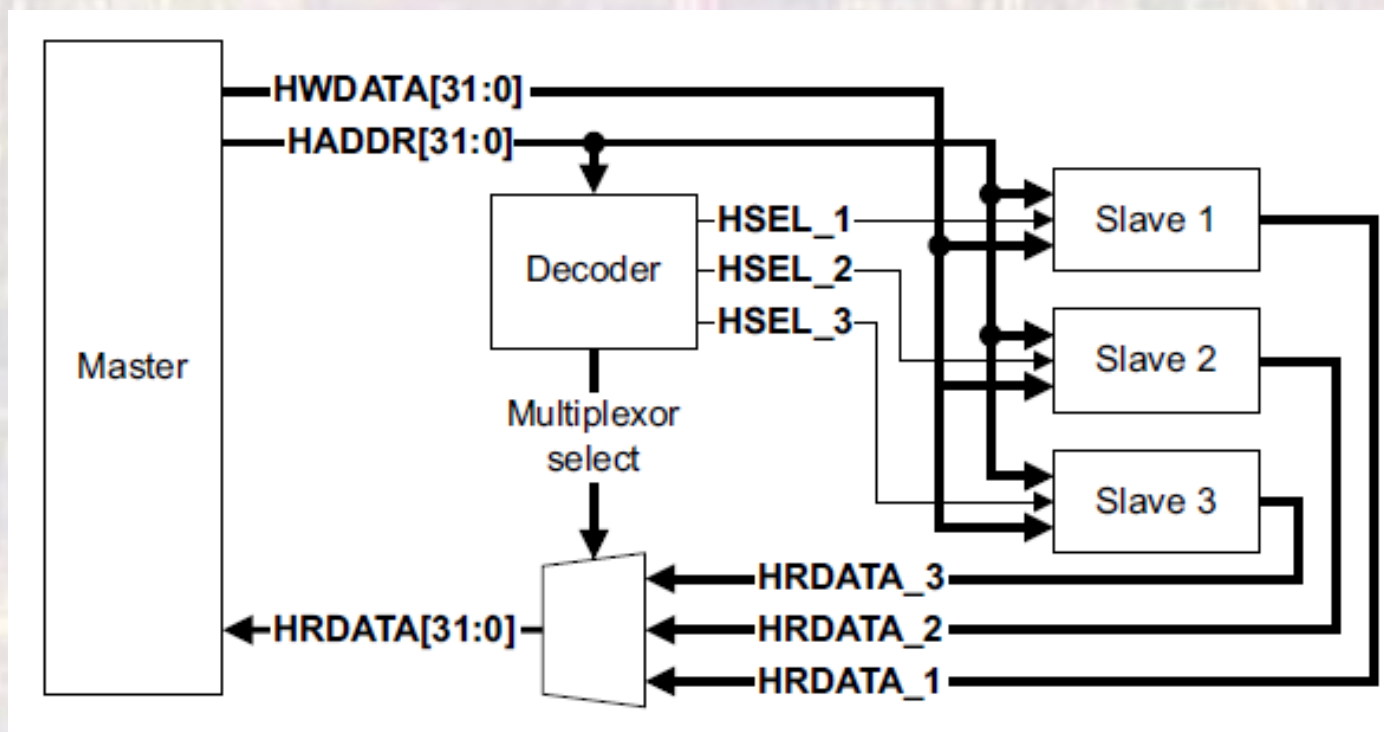 HWDATA[31:0]
HADDR[31:0]
HSEL_1
Slave 1
Decoder
HSEL_2
HSEL_3
Master
Slave 2
Multiplexor
select
Slave 3
HRDATA_3
HRDATA[31:0]
HRDATA_2
HRDATA_1